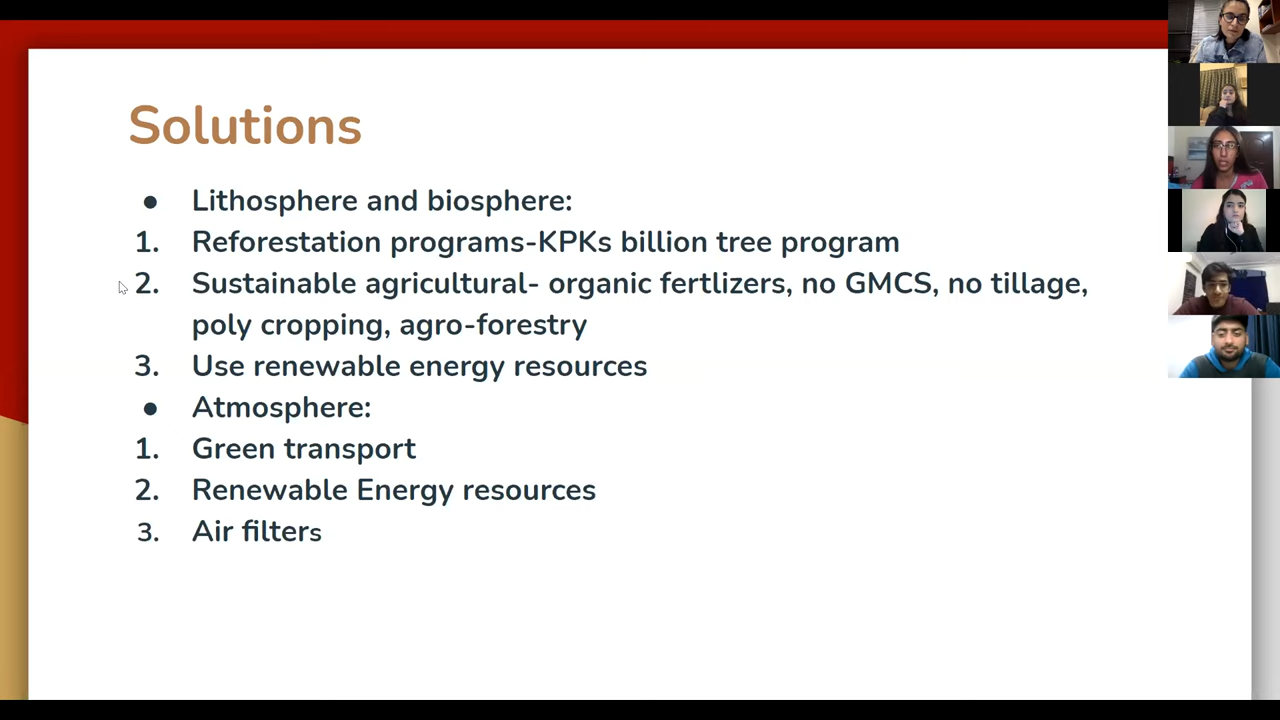 Solutions
● Lithosphere and biosphere:
1. Reforestation programs-KPKs billion tree program
2. Sustainable agricultural- organic fertlizers, no GMCS, no tillage,
poly cropping, agro-forestry
3. Use renewable energy resources
● Atmosphere:
1. Green transport
2. Renewable Energy resources
3. Air filters